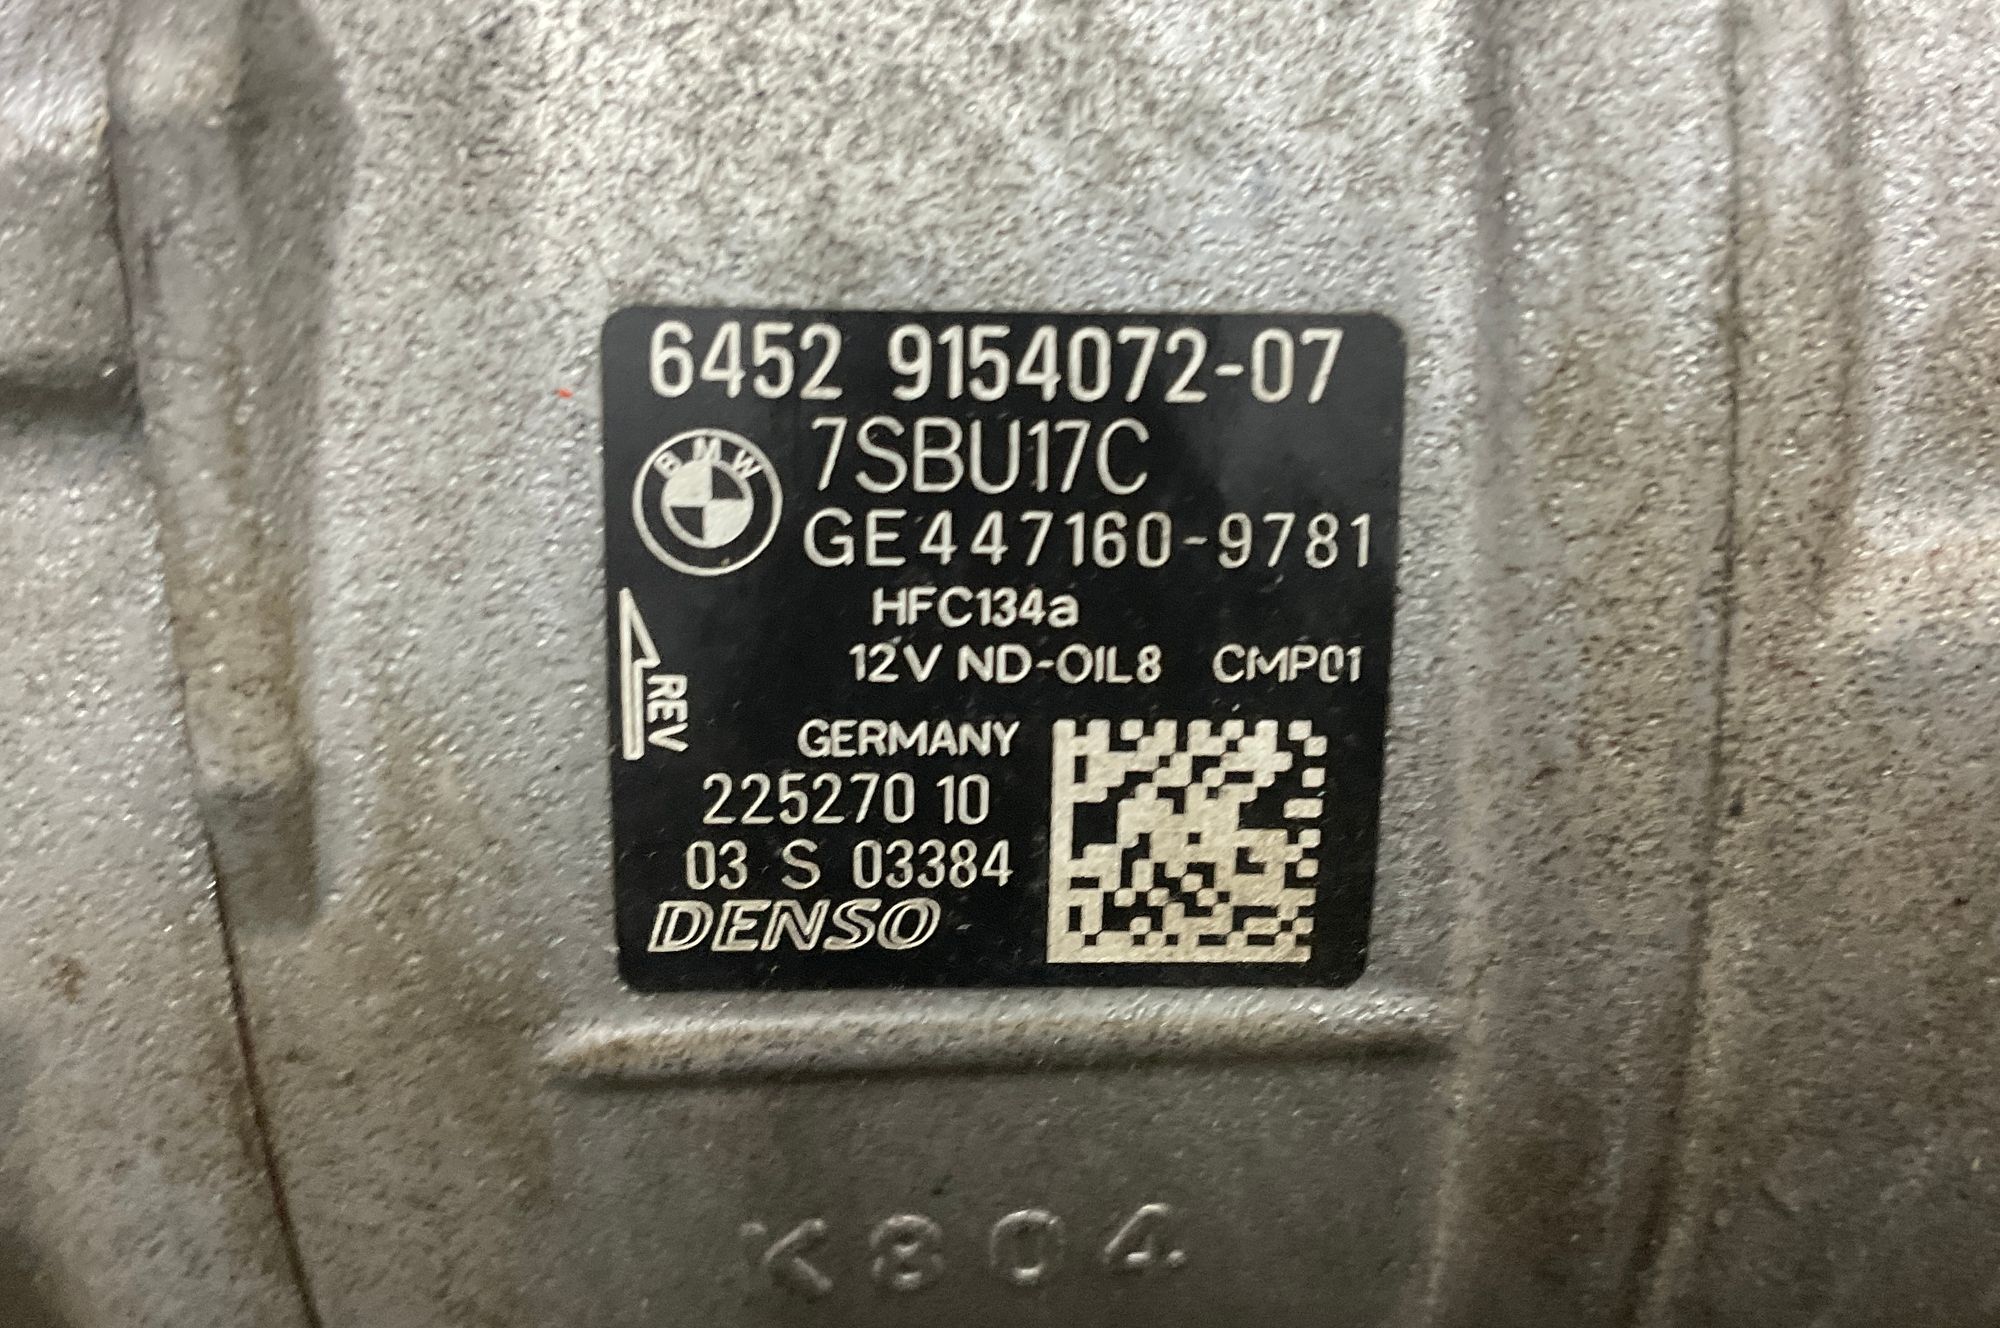 6452 9154072-07
BMW
7SBU17C
GE447160-9781
HFC134a
12V ND-OIL8 CMP01
REV
GERMANY
225270 10
03 S 03384
DENSO
K804